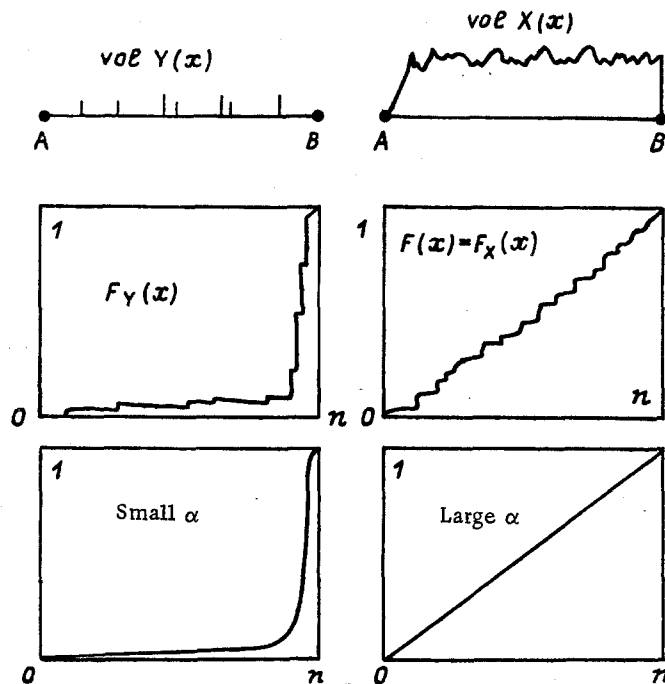 vol Y(x)
vol X(x)
A
B
A
B
1
F_Y(x)
0
n
1
F(x)=F_X(x)
0
n
1
Small α
0
n
1
Large α
0
n